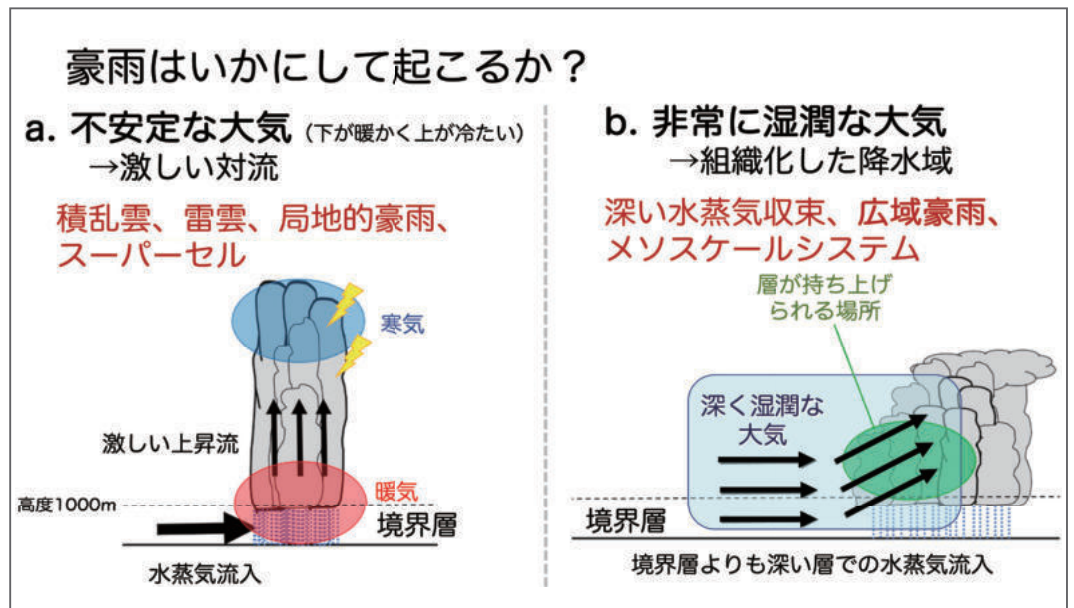 豪雨はいかにして起こるか？
a. 不安定な大気（下が暖かく上が冷たい）
→激しい対流
積乱雲、雷雲、局地的豪雨、
スーパーセル
寒気
激しい上昇流
暖気
高度1000m
境界層
水蒸気流入
b. 非常に湿潤な大気
→組織化した降水域
深い水蒸気収束、広域豪雨、
メソスケールシステム
層が持ち上げ
られる場所
深く湿潤な
大気
境界層
境界層よりも深い層での水蒸気流入